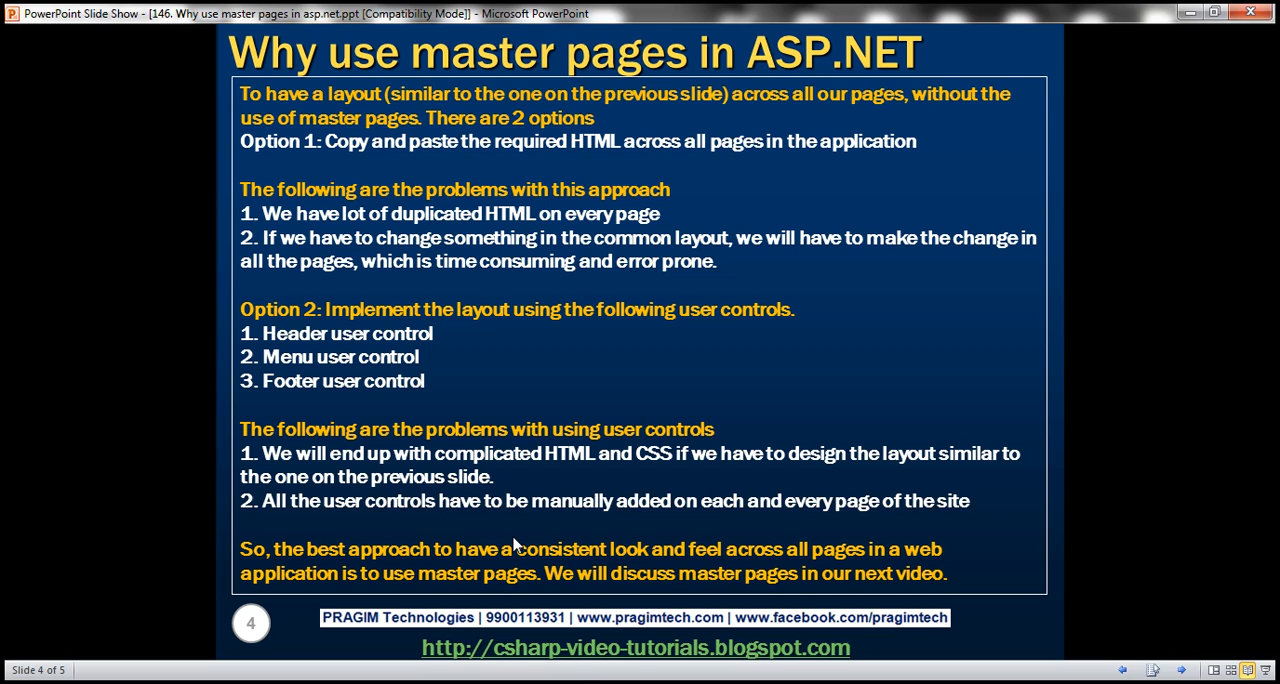 PowerPoint Slide Show - [146. Why use master pages in asp.net.ppt [Compatibility Mode]] - Microsoft PowerPoint
Why use master pages in ASP.NET
To have a layout (similar to the one on the previous slide) across all our pages, without the
use of master pages. There are 2 options
Option 1: Copy and paste the required HTML across all pages in the application
The following are the problems with this approach
1. We have lot of duplicated HTML on every page
2. If we have to change something in the common layout, we will have to make the change in
all the pages, which is time consuming and error prone.
Option 2: Implement the layout using the following user controls.
1. Header user control
2. Menu user control
3. Footer user control
The following are the problems with using user controls
1. We will end up with complicated HTML and CSS if we have to design the layout similar to
the one on the previous slide.
2. All the user controls have to be manually added on each and every page of the site
So, the best approach to have a consistent look and feel across all pages in a web
application is to use master pages. We will discuss master pages in our next video.
4
PRAGIM Technologies | 9900113931 | www.pragimtech.com | www.facebook.com/pragimtech
http://csharp-video-tutorials.blogspot.com
Slide 4 of 5